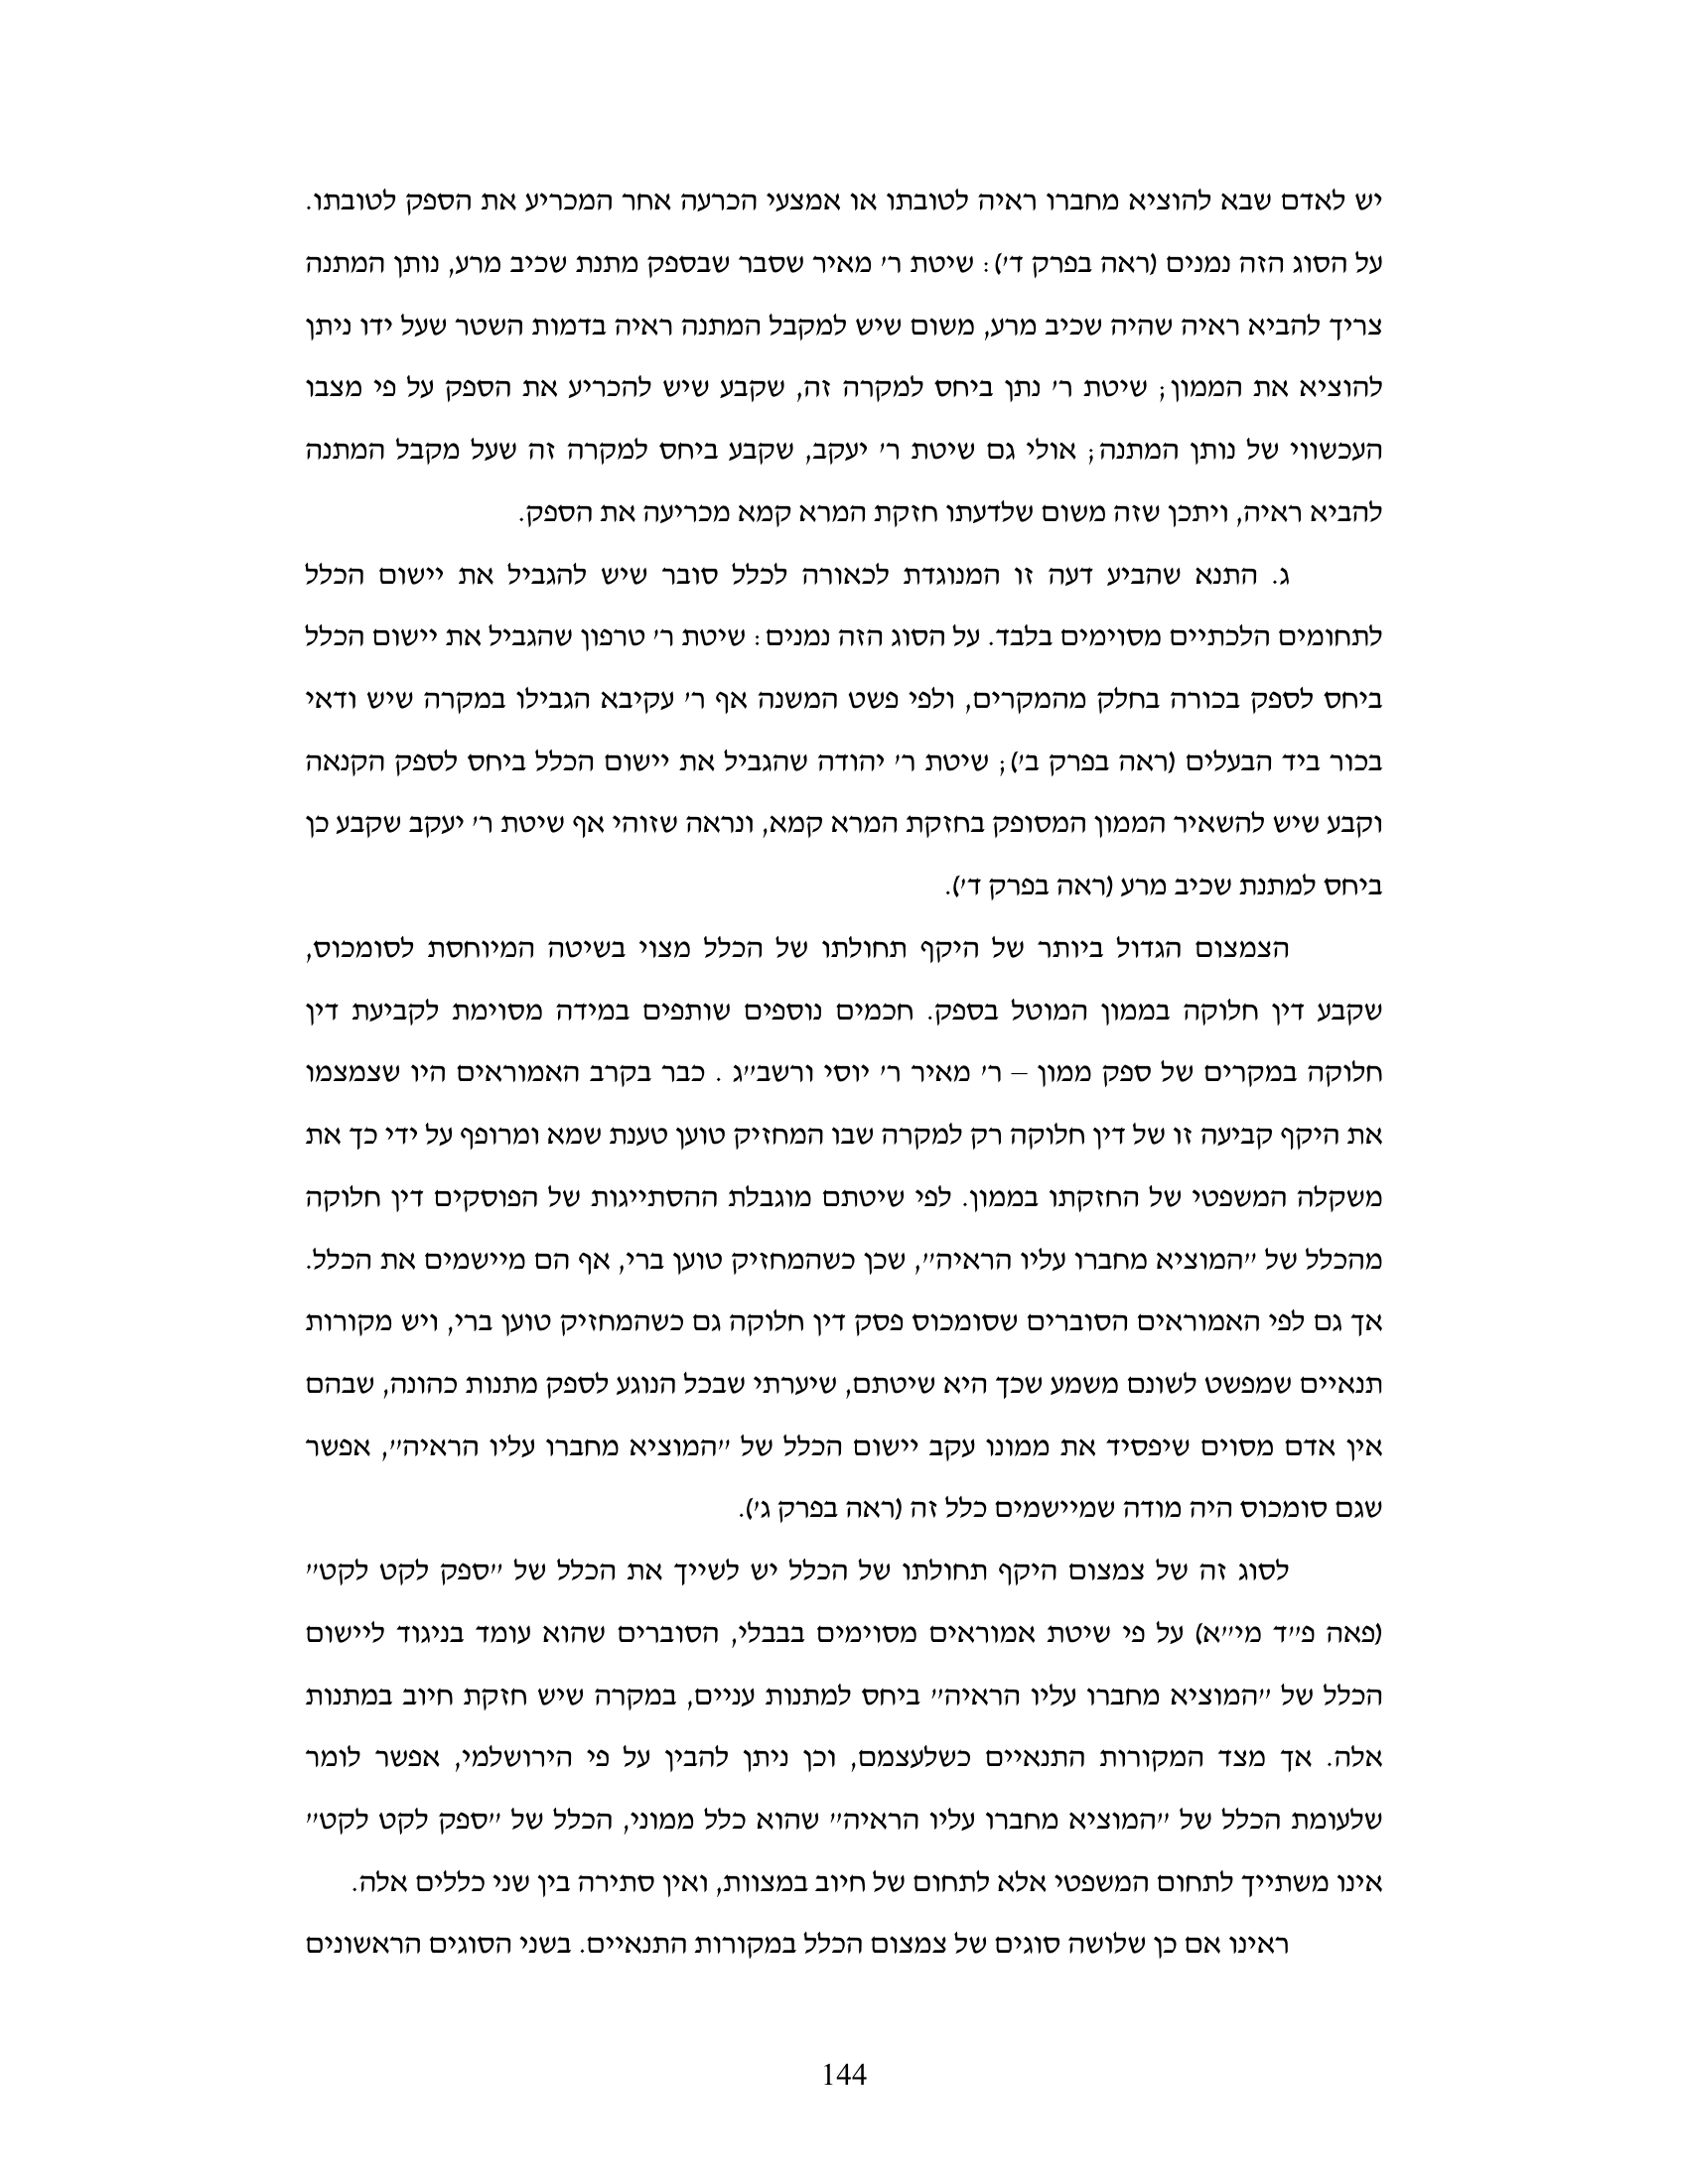 יש לאדם שבא להוציא מחברו ראיה לטובתו או אמצעי הכרעה אחר המכריע את הספק לטובתו.
על הסוג הזה נמנים (ראה בפרק ד'): שיטת ר' מאיר שסבר שבספק מתנת שכיב מרע, נותן המתנה
צריך להביא ראיה שהיה שכיב מרע, משום שיש למקבל המתנה ראיה בדמות השטר שעל ידו ניתן
להוציא את הממון; שיטת ר' נתן ביחס למקרה זה, שקבע שיש להכריע את הספק על פי מצבו
העכשווי של נותן המתנה; אולי גם שיטת ר' יעקב, שקבע ביחס למקרה זה שעל מקבל המתנה
להביא ראיה, ויתכן שזה משום שלדעתו חזקת המרא קמא מכריעה את הספק.
ג. התנא שהביע דעה זו המנוגדת לכאורה לכלל סובר שיש להגביל את יישום הכלל
לתחומים הלכתיים מסוימים בלבד. על הסוג הזה נמנים: שיטת ר' טרפון שהגביל את יישום הכלל
ביחס לספק בכורה בחלק מהמקרים, ולפי פשט המשנה אף ר' עקיבא הגבילו במקרה שיש ודאי
בכור ביד הבעלים (ראה בפרק ב'); שיטת ר' יהודה שהגביל את יישום הכלל ביחס לספק הקנאה
וקבע שיש להשאיר הממון המסופק בחזקת המרא קמא, ונראה שזוהי אף שיטת ר' יעקב שקבע כן
ביחס למתנת שכיב מרע (ראה בפרק ד').
הצמצום הגדול ביותר של היקף תחולתו של הכלל מצוי בשיטה המיוחסת לסומכוס,
שקבע דין חלוקה בממון המוטל בספק. חכמים נוספים שותפים במידה מסוימת לקביעת דין
חלוקה במקרים של ספק ממון – ר' מאיר ר' יוסי ורשב"ג . כבר בקרב האמוראים היו שצמצמו
את היקף קביעה זו של דין חלוקה רק למקרה שבו המחזיק טוען טענת שמא ומרופף על ידי כך את
משקלה המשפטי של החזקתו בממון. לפי שיטתם מוגבלת ההסתייגות של הפוסקים דין חלוקה
מהכלל של "המוציא מחברו עליו הראיה", שכן כשהמחזיק טוען ברי, אף הם מיישמים את הכלל.
אך גם לפי האמוראים הסוברים שסומכוס פסק דין חלוקה גם כשהמחזיק טוען ברי, ויש מקורות
תנאיים שמפשט לשונם משמע שכך היא שיטתם, שיערתי שבכל הנוגע לספק מתנות כהונה, שבהם
אין אדם מסוים שיפסיד את ממונו עקב יישום הכלל של "המוציא מחברו עליו הראיה", אפשר
שגם סומכוס היה מודה שמיישמים כלל זה (ראה בפרק ג').
לסוג זה של צמצום היקף תחולתו של הכלל יש לשייך את הכלל של "ספק לקט לקט"
(פאה פ"ד מי"א) על פי שיטת אמוראים מסוימים בבבלי, הסוברים שהוא עומד בניגוד ליישום
הכלל של "המוציא מחברו עליו הראיה" ביחס למתנות עניים, במקרה שיש חזקת חיוב במתנות
אלה. אך מצד המקורות התנאיים כשלעצמם, וכן ניתן להבין על פי הירושלמי, אפשר לומר
שלעומת הכלל של "המוציא מחברו עליו הראיה" שהוא כלל ממוני, הכלל של "ספק לקט לקט"
אינו משתייך לתחום המשפטי אלא לתחום של חיוב במצוות, ואין סתירה בין שני כללים אלה.
ראינו אם כן שלושה סוגים של צמצום הכלל במקורות התנאיים. בשני הסוגים הראשונים
144